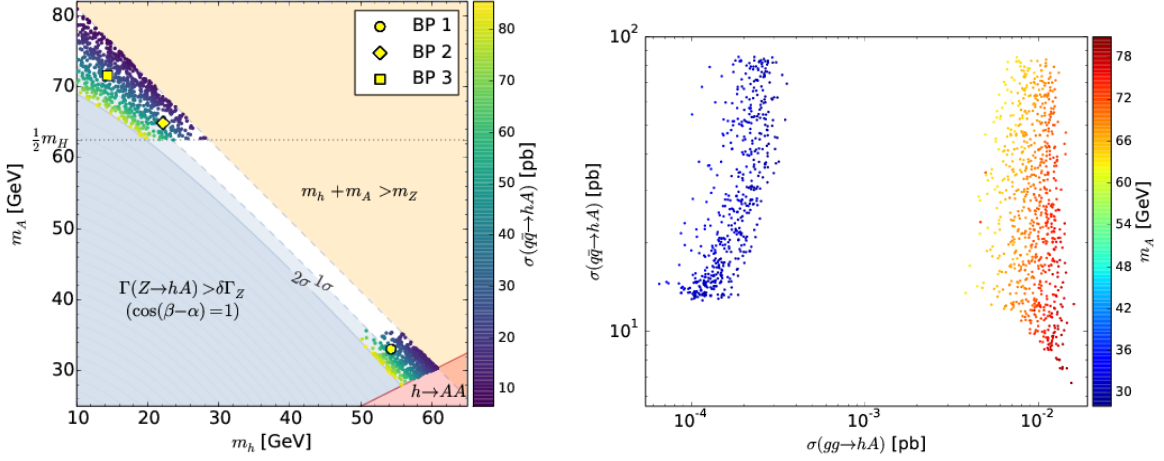 80
70
½m_H
60
50
40
30
m_A [GeV]
10
20
30
40
50
60
m_h [GeV]
BP 1
BP 2
BP 3
m_h + m_A > m_Z
2σ 1σ
Γ(Z→hA) > δΓ_Z
(cos(β−α) = 1)
h→AA
80
70
60
50
40
30
20
10
σ(qq̄→hA) [pb]
10²
10¹
σ(qq̄→hA) [pb]
10⁻⁴
10⁻³
10⁻²
σ(gg→hA) [pb]
78
72
66
60
54
48
42
36
30
m_A [GeV]